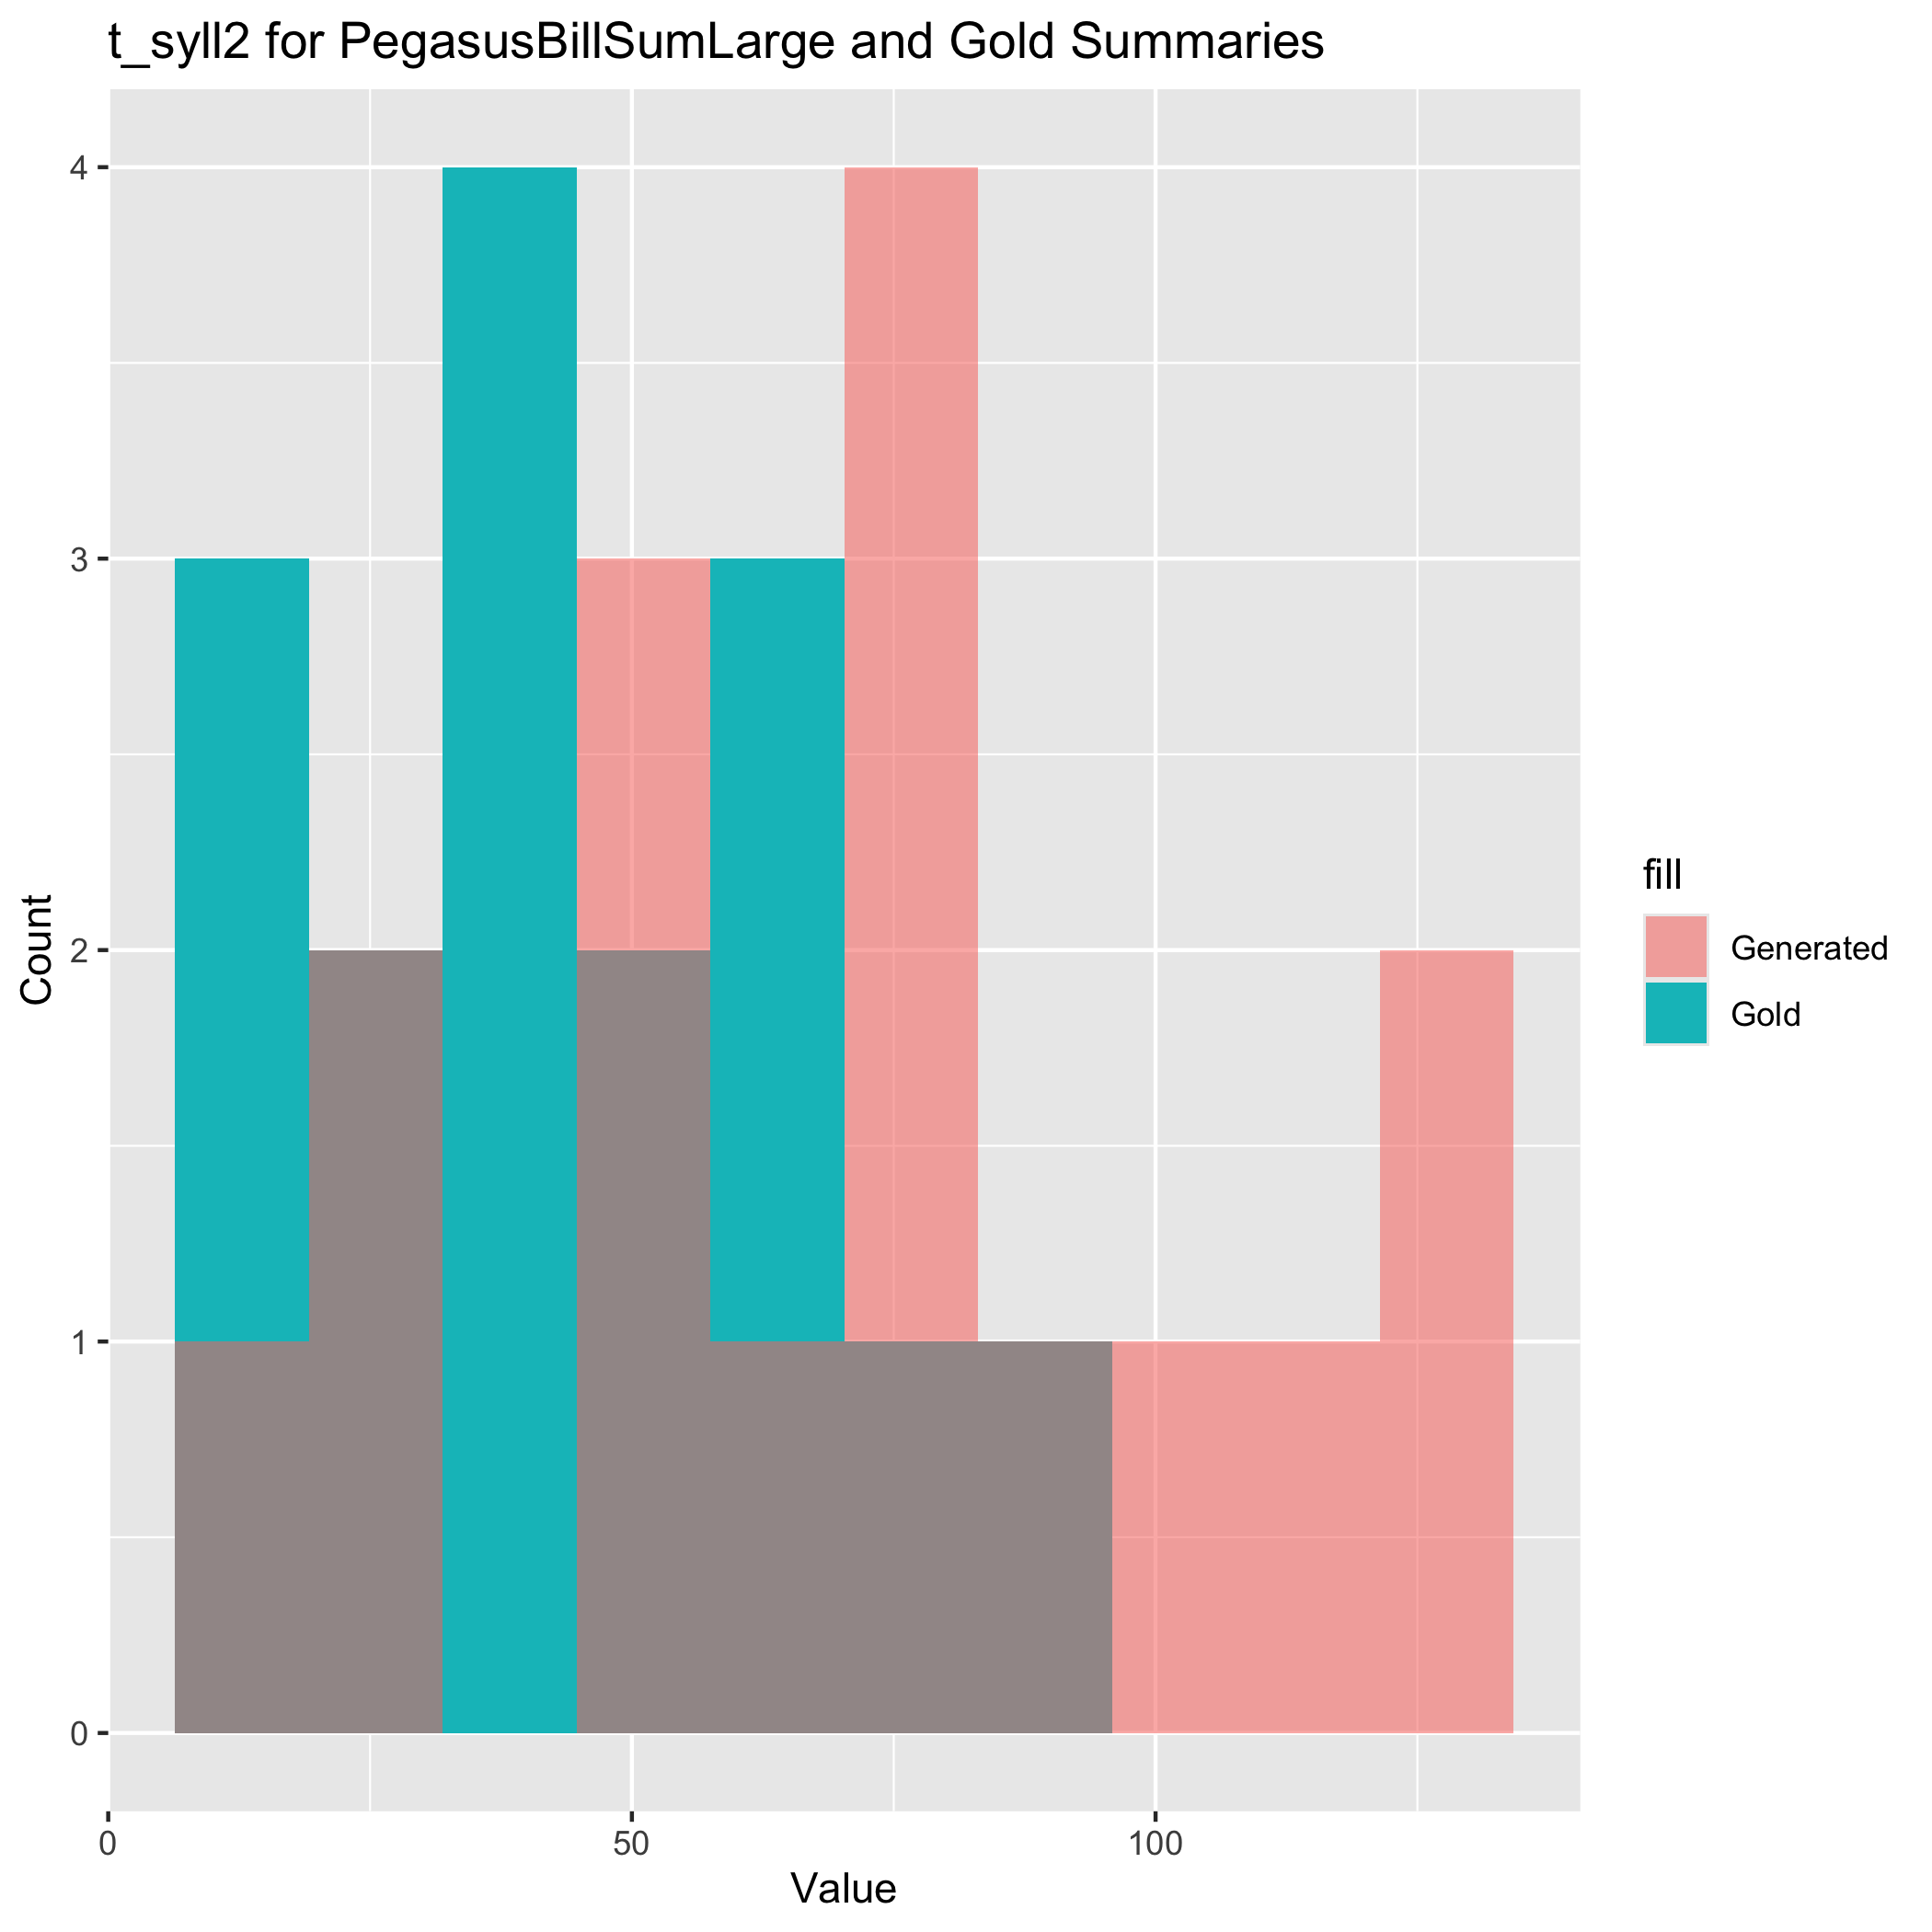 t_syll2 for PegasusBillSumLarge and Gold Summaries
4
3
2
1
0
Count
0 50 100
Value
fill
Generated
Gold